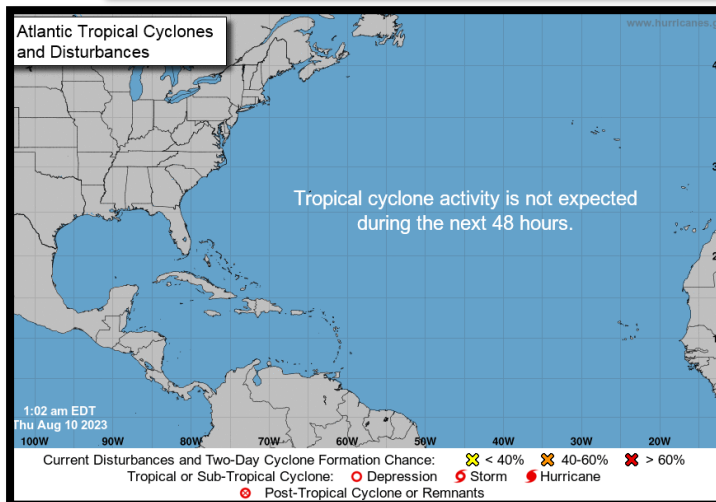 Atlantic Tropical Cyclones
and Disturbances
www.hurricanes.g
Tropical cyclone activity is not expected
during the next 48 hours.
1:02 am EDT
Thu Aug 10 2023
100W 90W 80W 70W 60W 50W 40W 30W 20W
Current Disturbances and Two-Day Cyclone Formation Chance: < 40% 40-60% > 60%
Tropical or Sub-Tropical Cyclone: Depression Storm Hurricane
Post-Tropical Cyclone or Remnants